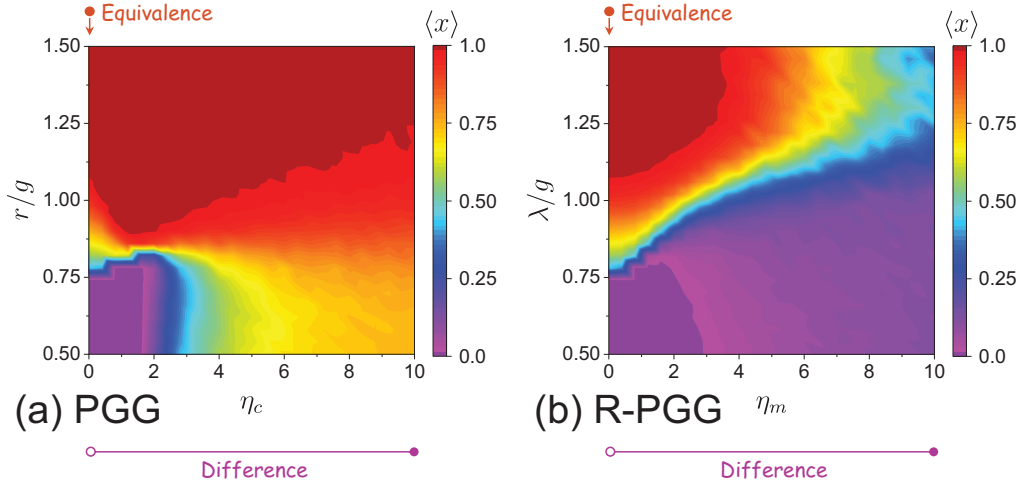 Equivalence
⟨x⟩
1.50
1.25
1.00
0.75
0.50
r/g
0
2
4
6
8
10
η_c
1.0
0.75
0.50
0.25
0.0
(a) PGG
Difference
Equivalence
⟨x⟩
1.50
1.25
1.00
0.75
0.50
λ/g
0
2
4
6
8
10
η_m
1.0
0.75
0.50
0.25
0.0
(b) R-PGG
Difference